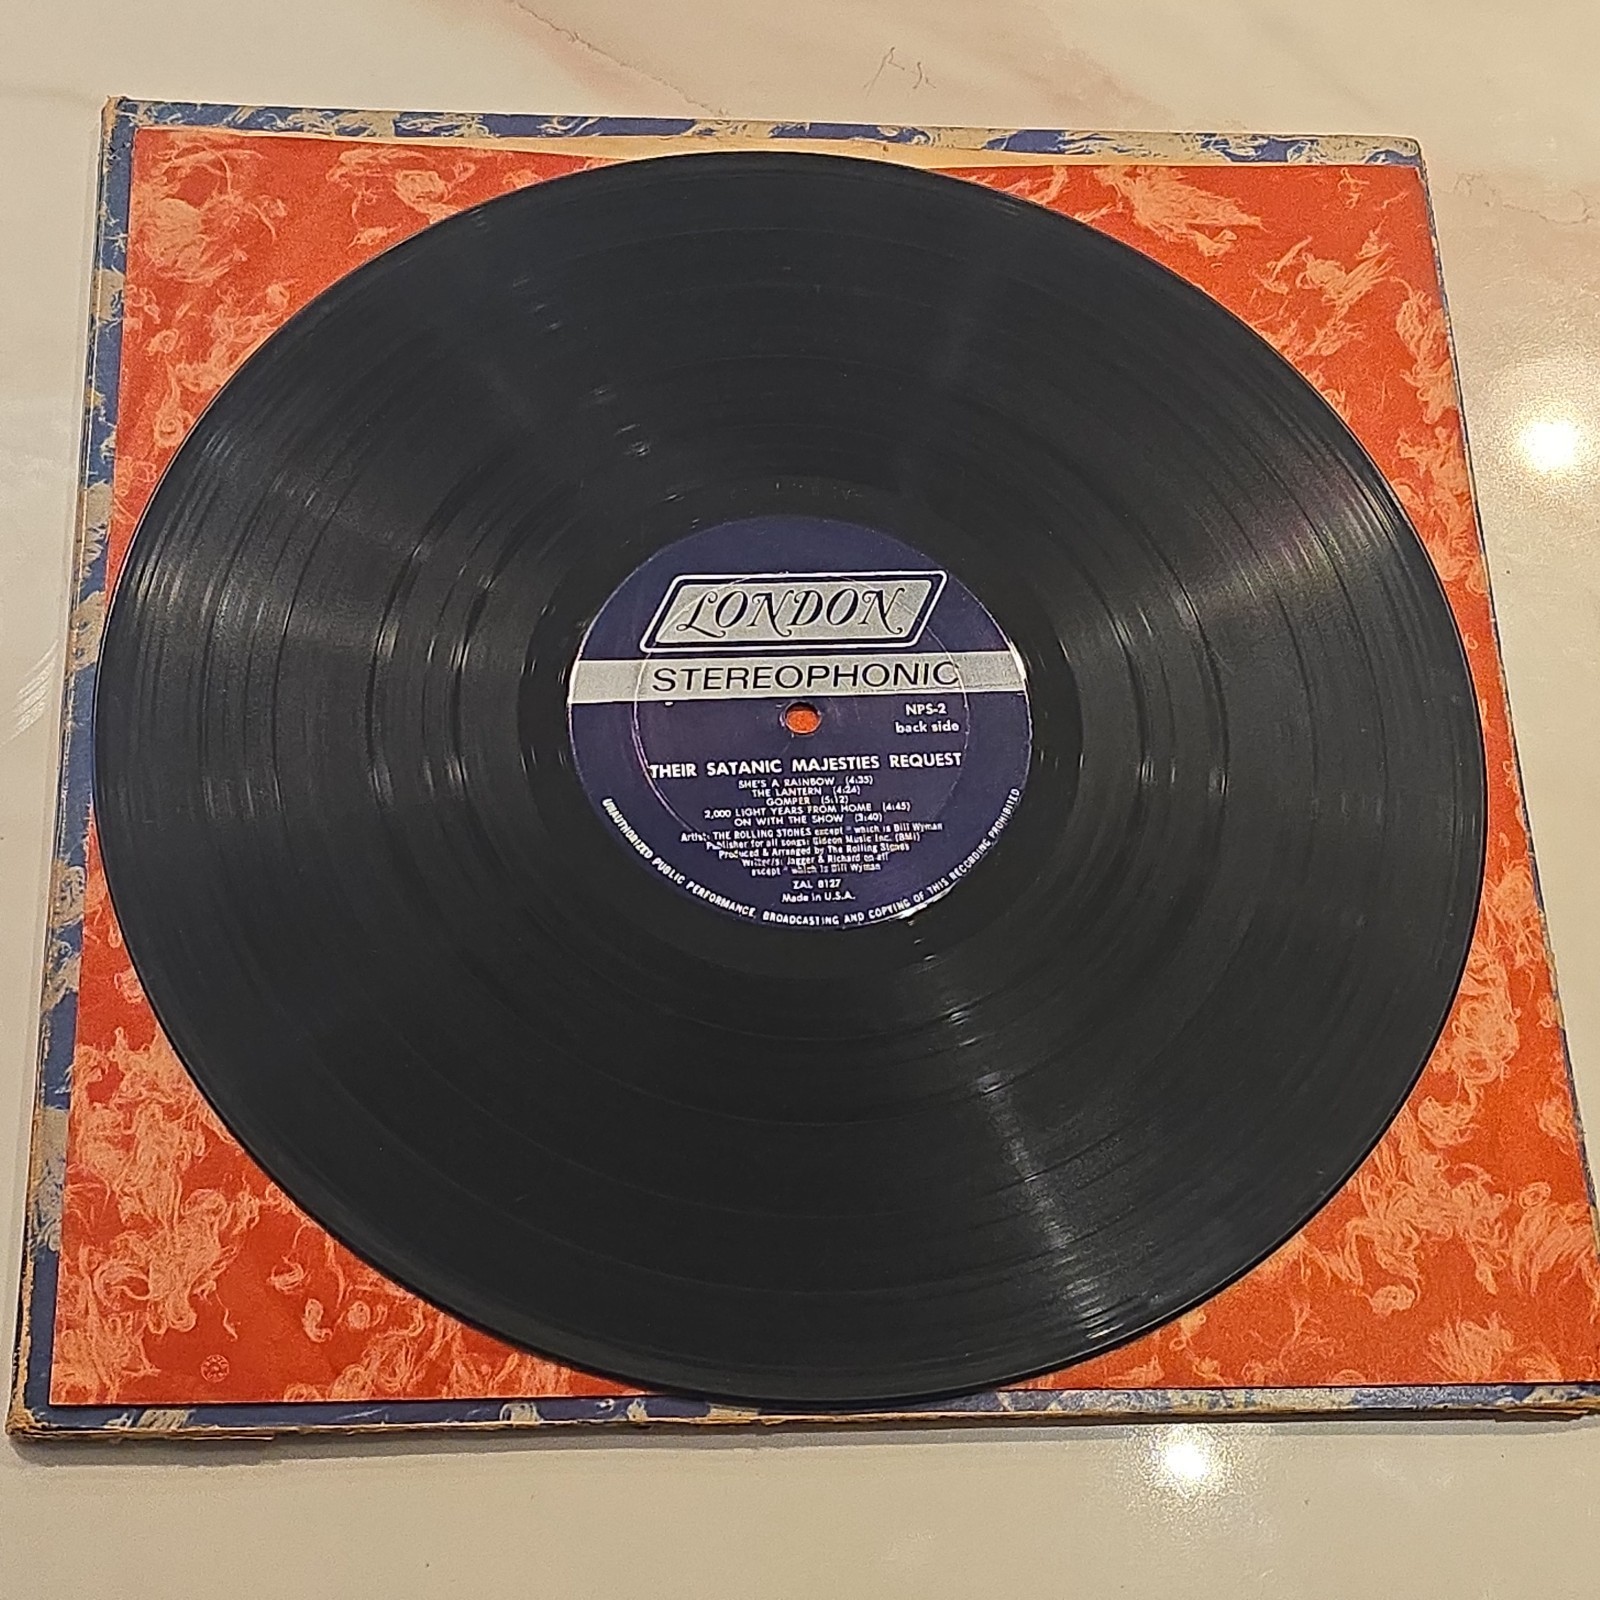 LONDON
STEREOPHONIC
NPS-2
back side
THEIR SATANIC MAJESTIES REQUEST
SHE'S A RAINBOW (4:35)
THE LANTERN (4:24)
GOMPER (5:12)
2,000 LIGHT YEARS FROM HOME (4:45)
ON WITH THE SHOW (3:40)
Artist: THE ROLLING STONES except * which is Bill Wyman
Publisher for all songs: Gideon Music Inc. (BMI)
Produced & Arranged by The Rolling Stones
Writer/s: Jagger & Richard on all
except * which is Bill Wyman
ZAL 8127
Made in U.S.A.
UNAUTHORIZED PUBLIC PERFORMANCE, BROADCASTING AND COPYING OF THIS RECORDING PROHIBITED